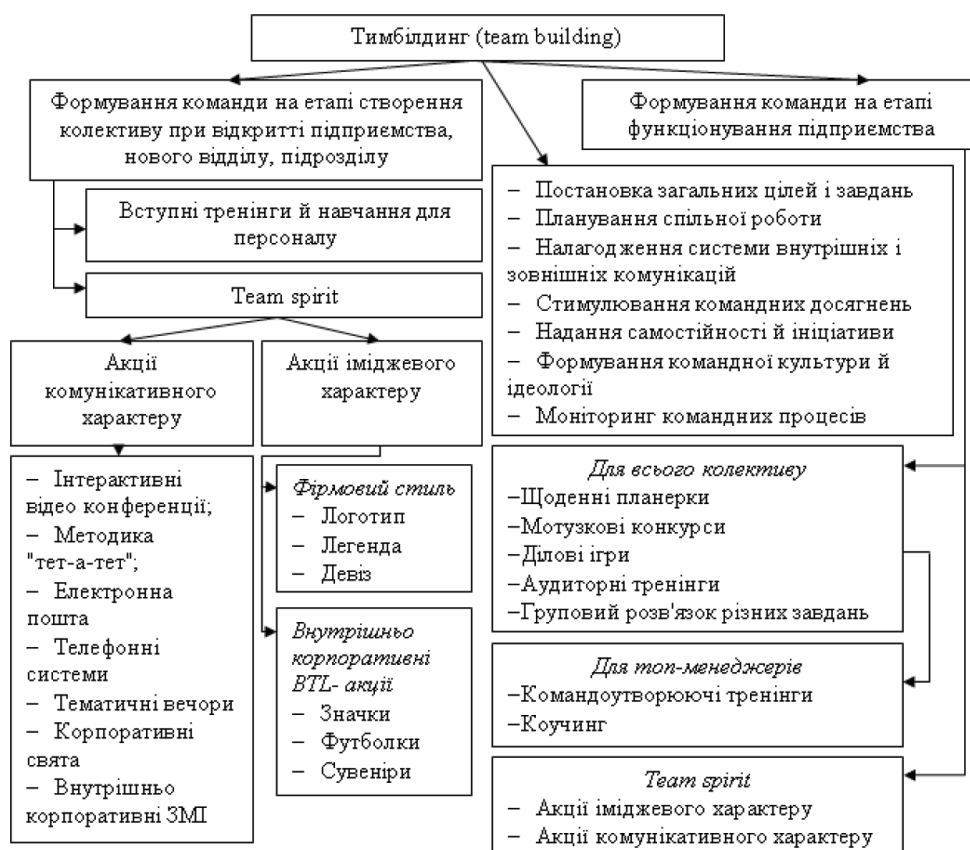 Тимбілдинг (team building)
Формування команди на етапі створення
колективу при відкритті підприємства,
нового відділу, підрозділу
Формування команди на етапі
функціонування підприємства
Вступні тренінги й навчання для
персоналу
Team spirit
Акції
комунікативного
характеру
Акції іміджевого
характеру
– Інтерактивні
відео конференції;
– Методика
"тет-а-тет";
– Електронна
пошта
– Телефонні
системи
– Тематичні вечори
– Корпоративні
свята
– Внутрішньо
корпоративні ЗМІ
Фірмовий стиль
– Логотип
– Легенда
– Девіз
Внутрішньо
корпоративні
BTL- акції
– Значки
– Футболки
– Сувеніри
– Постановка загальних цілей і завдань
– Планування спільної роботи
– Налагодження системи внутрішніх і
зовнішніх комунікацій
– Стимулювання командних досягнень
– Надання самостійності й ініціативи
– Формування командної культури й
ідеології
– Моніторинг командних процесів
Для всього колективу
–Щоденні планерки
–Мотузкові конкурси
–Ділові ігри
–Аудиторні тренінги
–Груповий розв'язок різних завдань
Для топ-менеджерів
–Командоутворюючі тренінги
–Коучинг
Team spirit
– Акції іміджевого характеру
– Акції комунікативного характеру